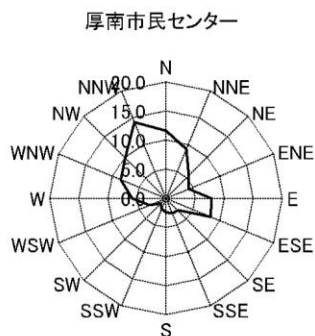 厚南市民センター
N
NNW
20.0
NNE
NW
15.0
NE
WNW
10.0
ENE
5.0
W
0.0
E
WSW
ESE
SW
SE
SSW
SSE
S